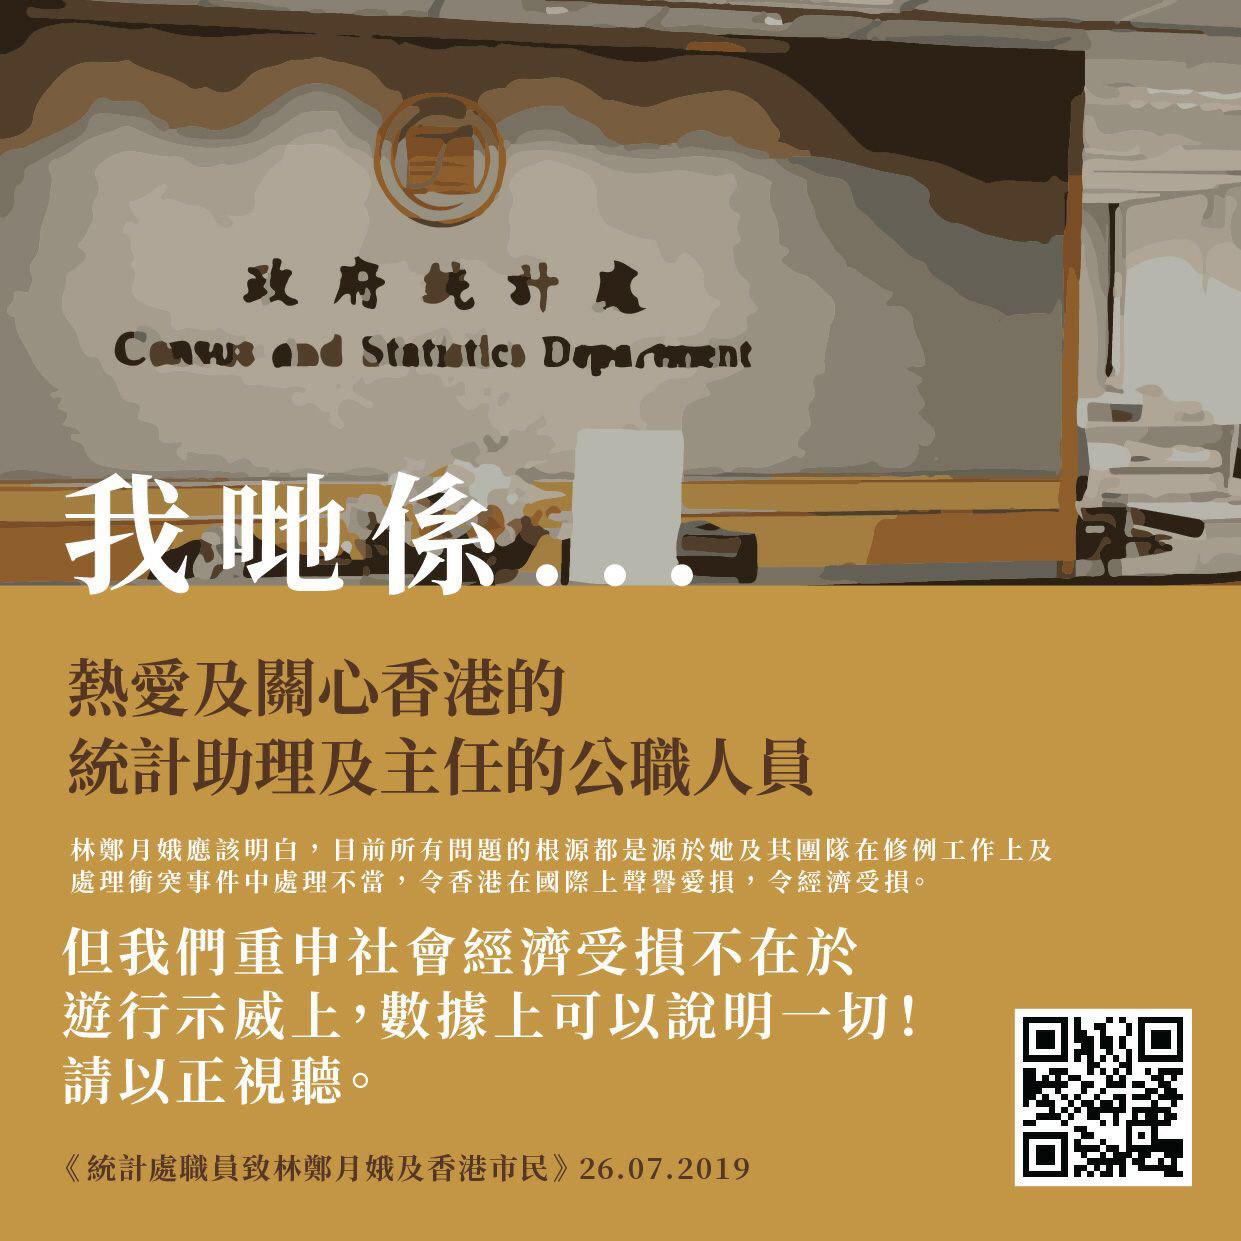 政府統計處
Census and Statistics Department
我哋係...
熱愛及關心香港的
統計助理及主任的公職人員
林鄭月娥應該明白，目前所有問題的根源都是源於她及其團隊在修例工作上及
處理衝突事件中處理不當，令香港在國際上聲譽愛損，令經濟受損。
但我們重申社會經濟受損不在於
遊行示威上，數據上可以說明一切！
請以正視聽。
《統計處職員致林鄭月娥及香港市民》26.07.2019